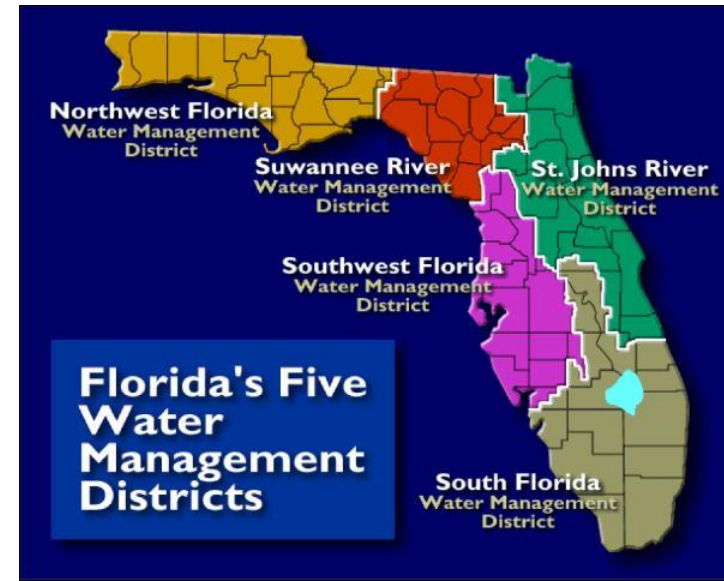 Northwest Florida
Water Management
District
Suwannee River
Water Management
District
St. Johns River
Water Management
District
Southwest Florida
Water Management
District
Florida's Five
Water
Management
Districts
South Florida
Water Management
District